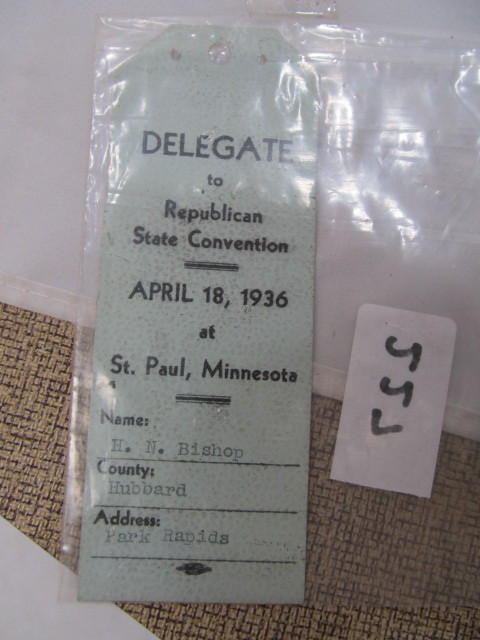 DELEGATE
to
Republican
State Convention
APRIL 18, 1936
at
St. Paul, Minnesota
Name:
H. N. Bishop
County:
Hubbard
Address:
Park Rapids